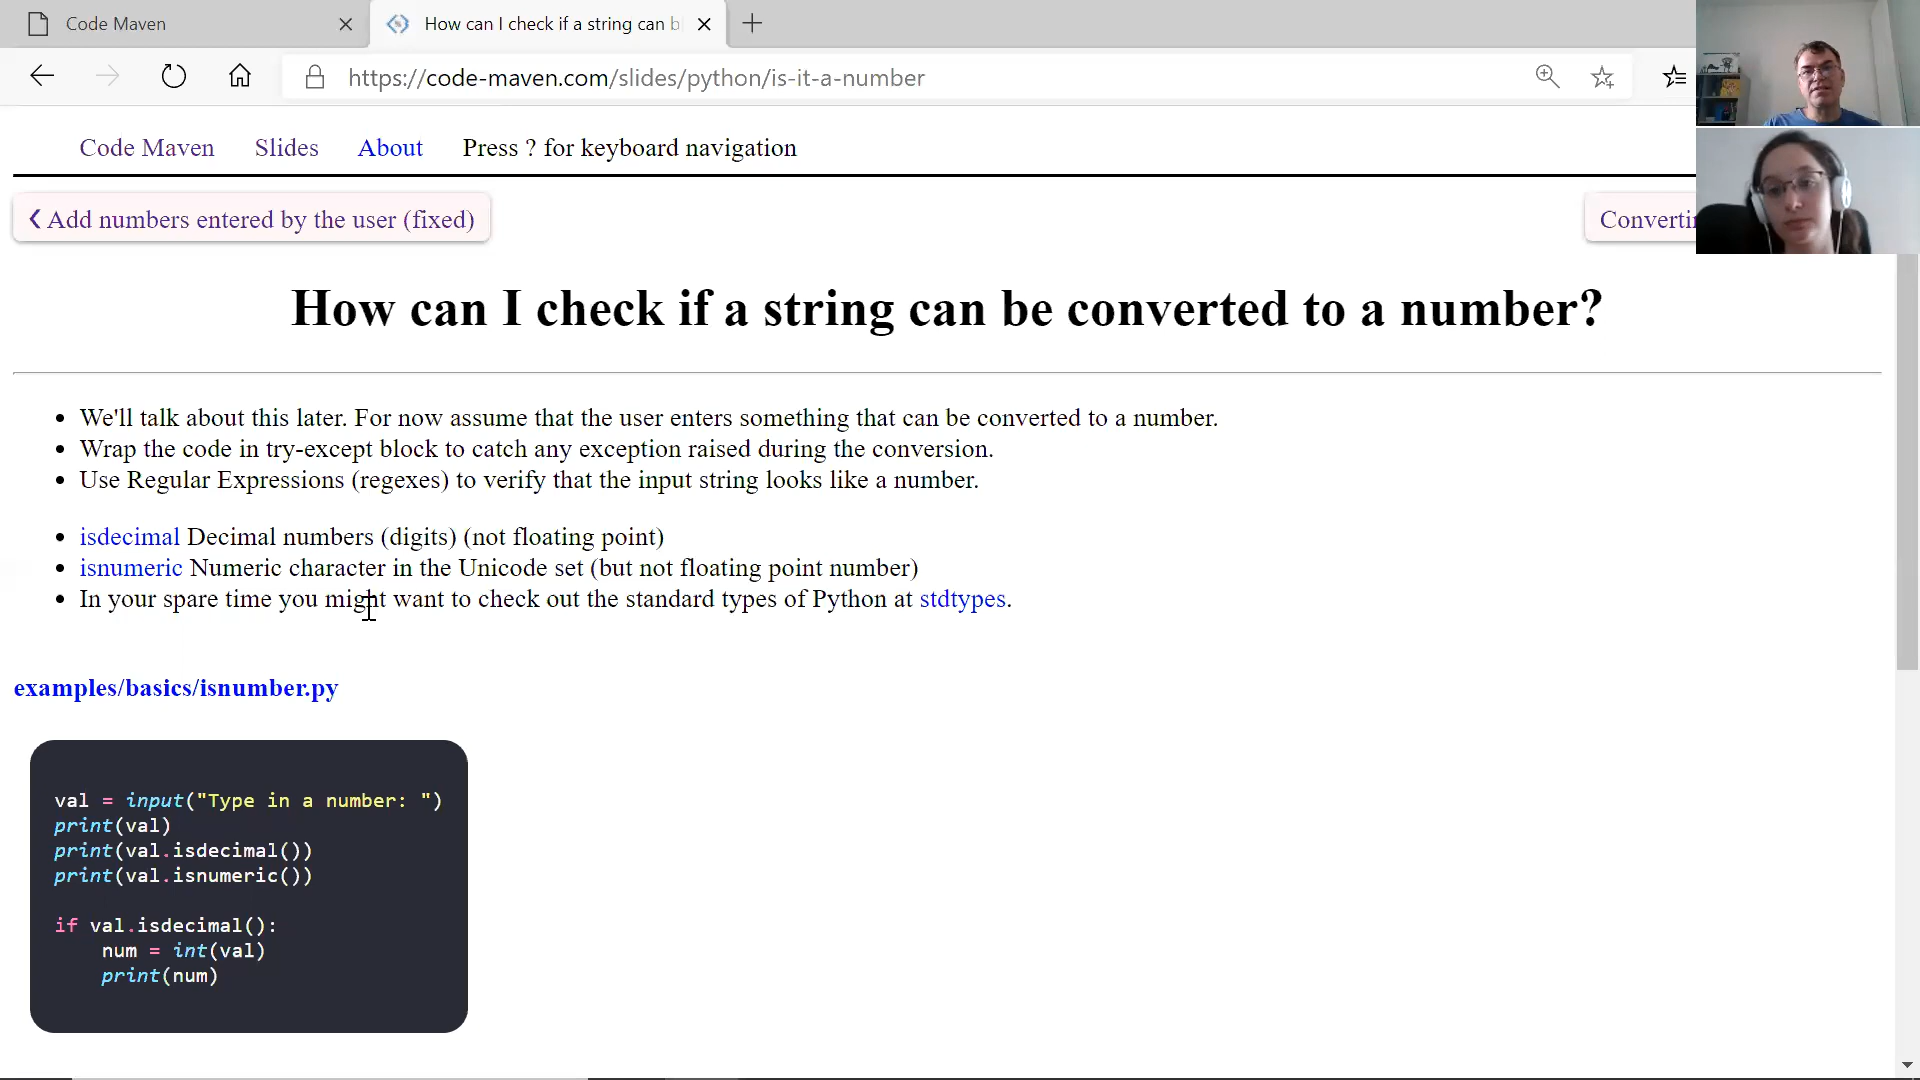 Code Maven
How can I check if a string can b
https://code-maven.com/slides/python/is-it-a-number
Code Maven Slides About Press ? for keyboard navigation
Add numbers entered by the user (fixed)
How can I check if a string can be converted to a number?
We'll talk about this later. For now assume that the user enters something that can be converted to a number.
Wrap the code in try-except block to catch any exception raised during the conversion.
Use Regular Expressions (regexes) to verify that the input string looks like a number.
isdecimal Decimal numbers (digits) (not floating point)
isnumeric Numeric character in the Unicode set (but not floating point number)
In your spare time you might want to check out the standard types of Python at stdtypes.
examples/basics/isnumber.py
val = input("Type in a number: ")
print(val)
print(val.isdecimal())
print(val.isnumeric())
if val.isdecimal():
    num = int(val)
    print(num)